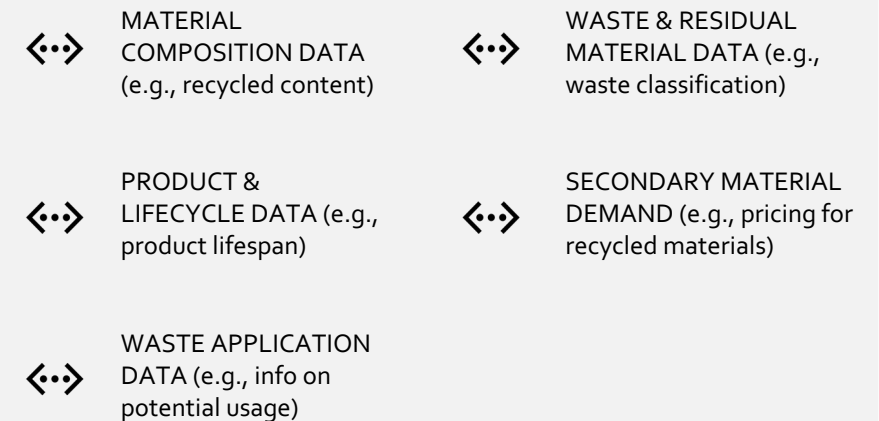 MATERIAL
COMPOSITION DATA
(e.g., recycled content)
WASTE & RESIDUAL
MATERIAL DATA (e.g.,
waste classification)
PRODUCT &
LIFECYCLE DATA (e.g.,
product lifespan)
SECONDARY MATERIAL
DEMAND (e.g., pricing for
recycled materials)
WASTE APPLICATION
DATA (e.g., info on
potential usage)